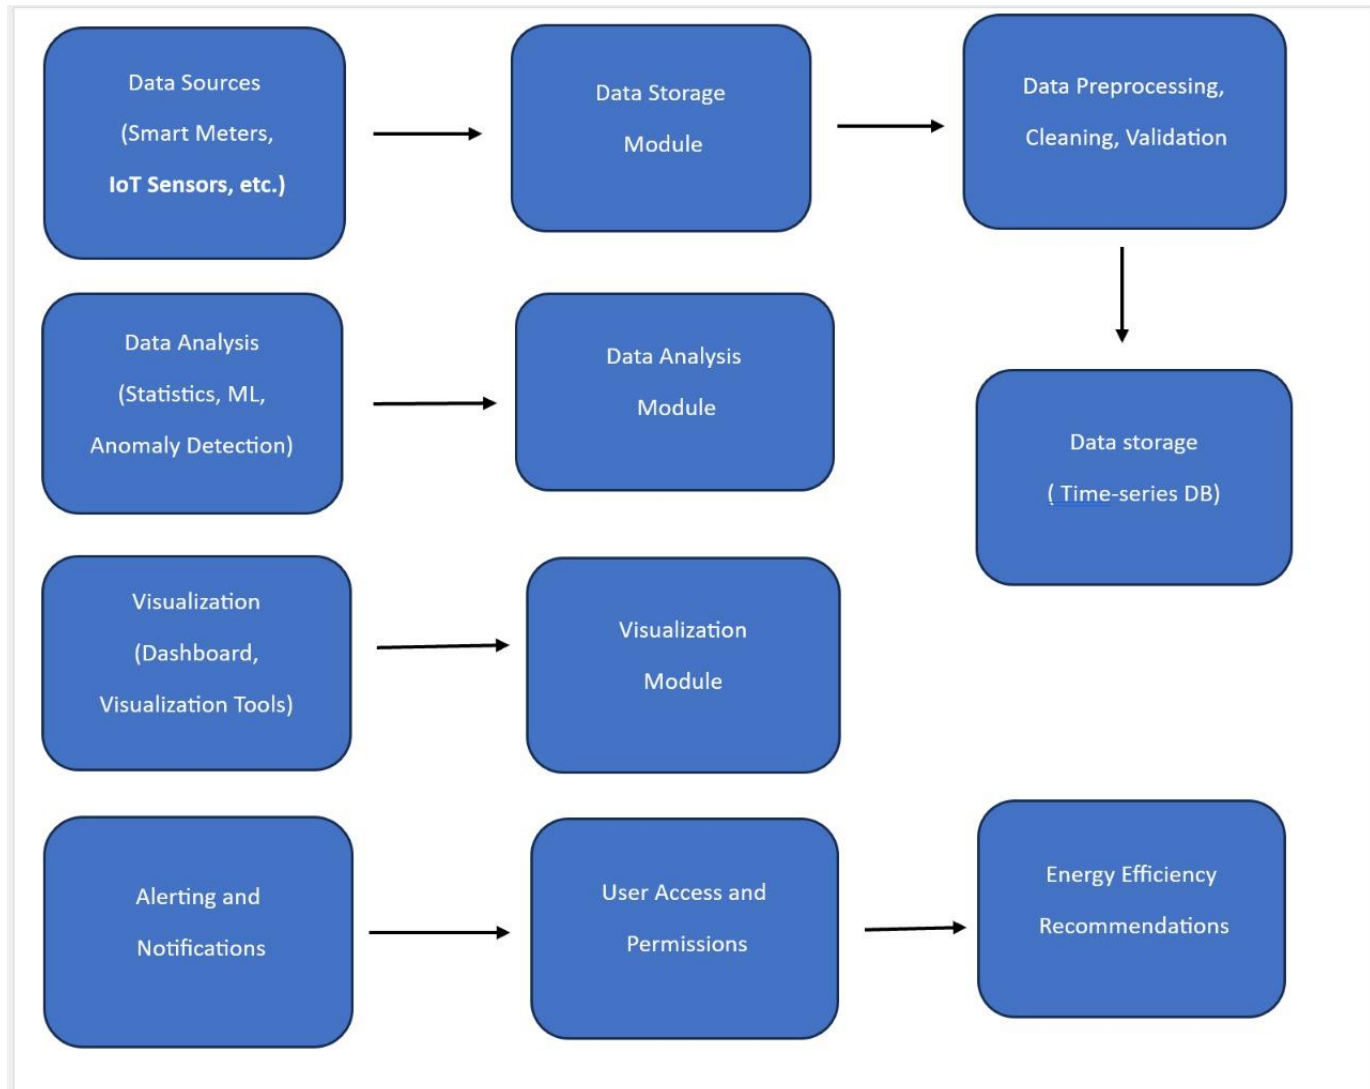 Data Sources
(Smart Meters,
IoT Sensors, etc.)
Data Storage
Module
Data Preprocessing,
Cleaning, Validation
Data Analysis
(Statistics, ML,
Anomaly Detection)
Data Analysis
Module
Data storage
( Time-series DB)
Visualization
(Dashboard,
Visualization Tools)
Visualization
Module
Alerting and
Notifications
User Access and
Permissions
Energy Efficiency
Recommendations